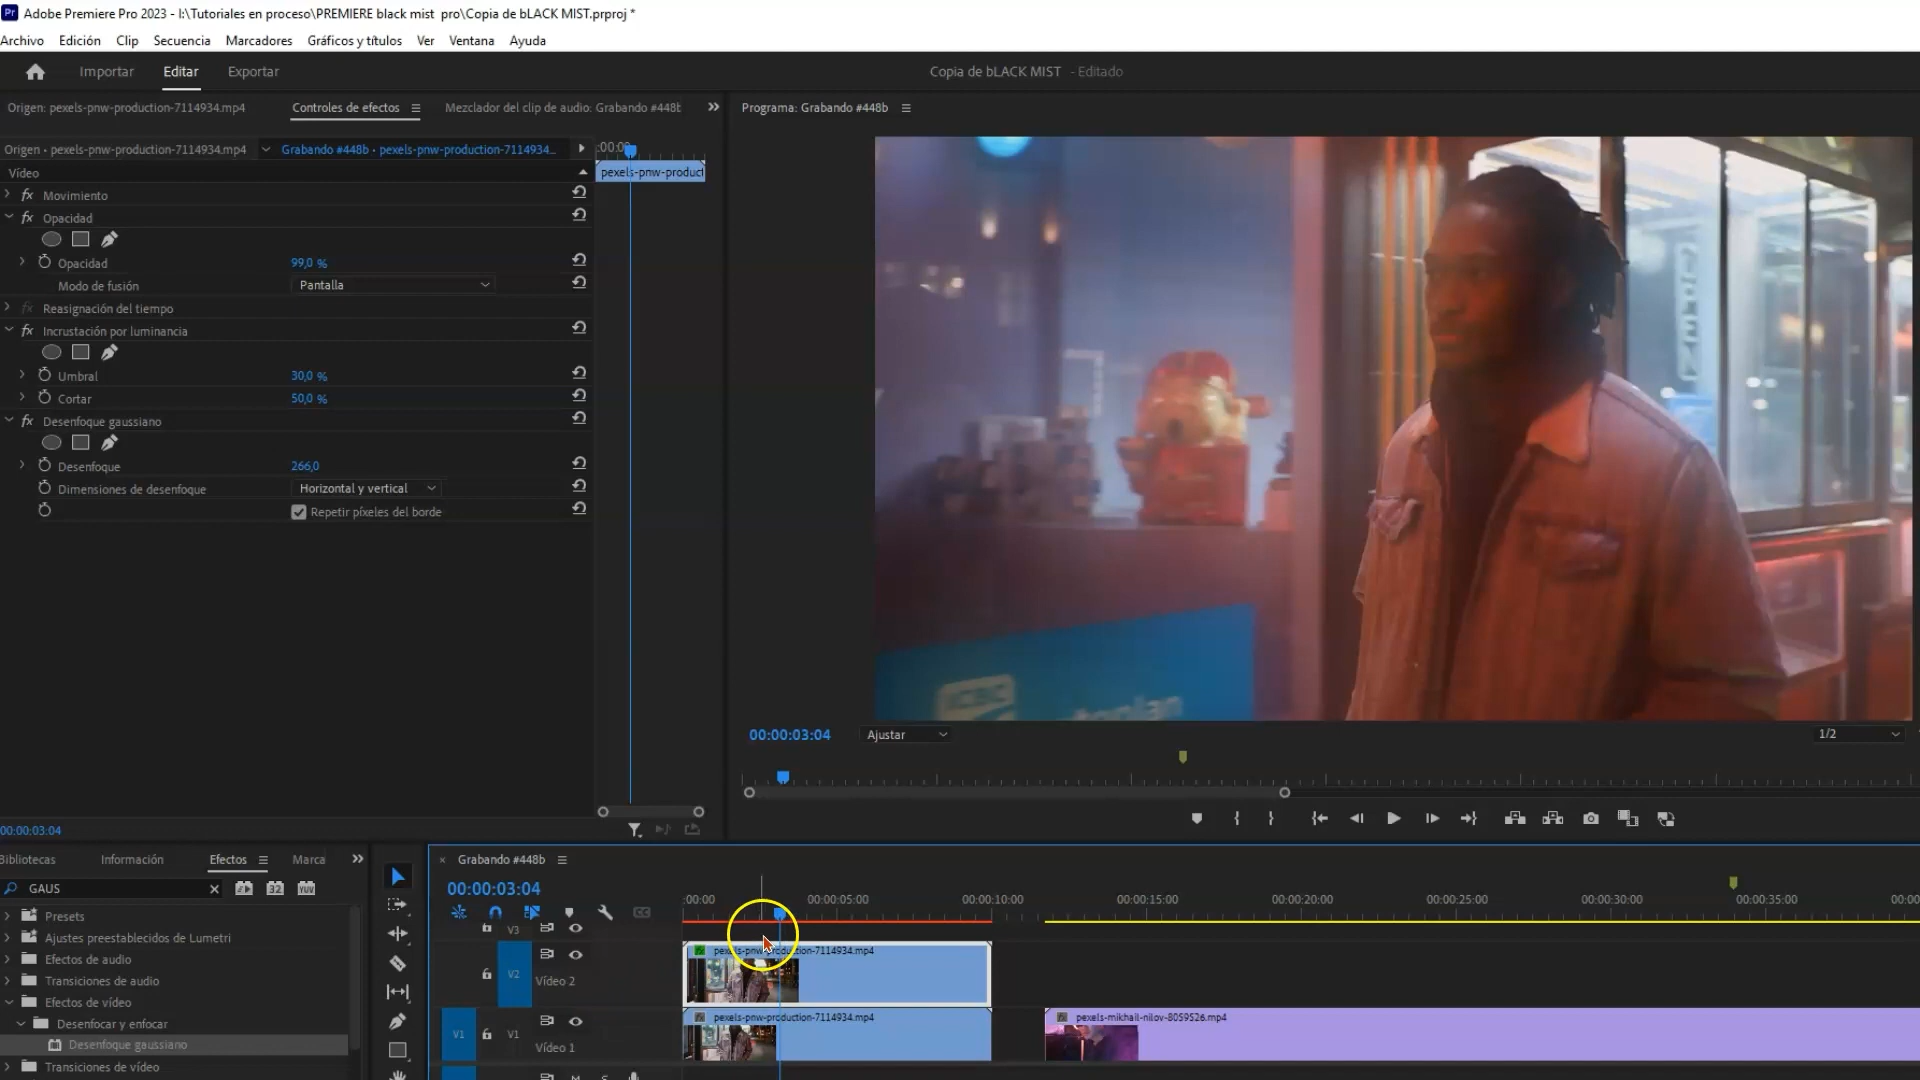 Adobe Premiere Pro 2023 - I:\Tutoriales en proceso\PREMIERE black mist pro\Copia de bLACK MIST.prproj *
Archivo Edición Clip Secuencia Marcadores Gráficos y títulos Ver Ventana Ayuda
Importar Editar Exportar
Copia de bLACK MIST - Editado
Origen: pexels-pnw-production-7114934.mp4 Controles de efectos Mezclador del clip de audio: Grabando #448b
Programa: Grabando #448b
Origen • pexels-pnw-production-7114934.mp4 Grabando #448b • pexels-pnw-production-7114934...
:00:00
Vídeo
pexels-pnw-product
Movimiento
fx Opacidad
Opacidad 99,0 %
Modo de fusión Pantalla
Reasignación del tiempo
fx Incrustación por luminancia
Umbral 30,0 %
Cortar 50,0 %
fx Desenfoque gaussiano
Desenfoque 266,0
Dimensiones de desenfoque Horizontal y vertical
Repetir píxeles del borde
00:00:03:04 Ajustar 1/2
00:00:03:04
Bibliotecas Información Efectos Marca
GAUS
Presets
Ajustes preestablecidos de Lumetri
Efectos de audio
Transiciones de audio
Efectos de vídeo
Desenfocar y enfocar
Desenfoque gaussiano
Transiciones de vídeo
× Grabando #448b
00:00:03:04
:00:00 00:00:05:00 00:00:10:00 00:00:15:00 00:00:20:00 00:00:25:00 00:00:30:00 00:00:35:00
V3
pexels-pnw-production-7114934.mp4
V2 Vídeo 2
pexels-pnw-production-7114934.mp4
pexels-mikhail-nilov-8059526.mp4
V1 V1
Vídeo 1